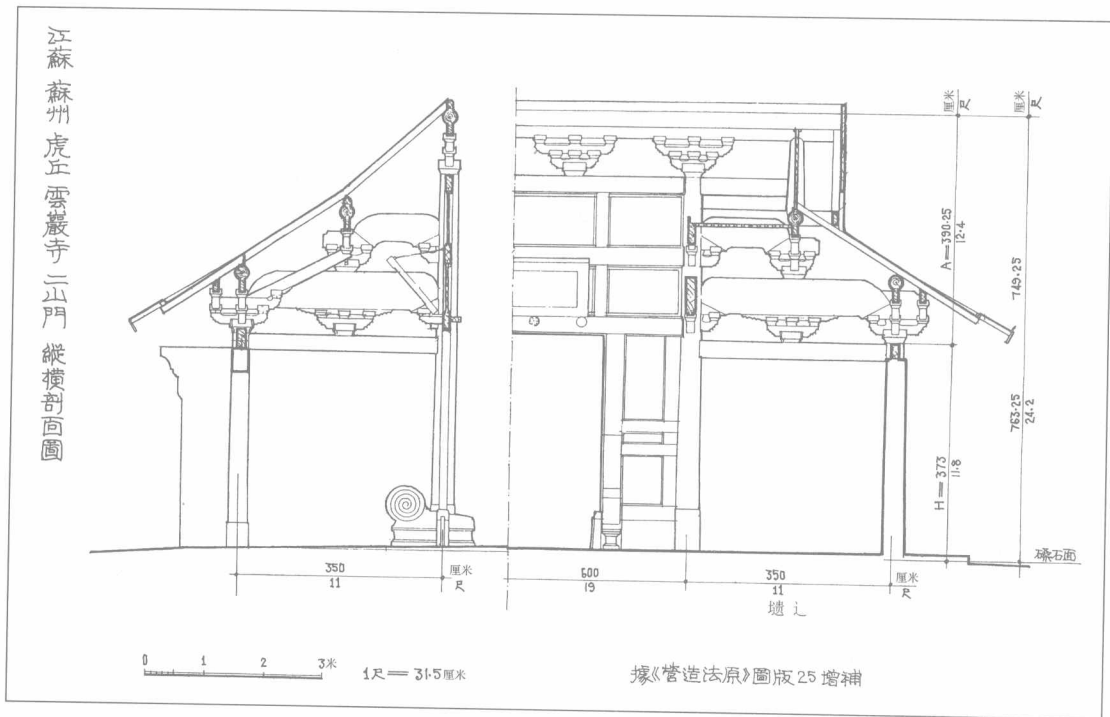 江蘇 蘇州 虎丘 雲巖寺 二山門 縱橫剖面圖
厘米
尺
厘米
尺
A=390.25
12.4
749.25
763.25
24.2
H=373
11.8
磉石面
350
11
厘米
尺
600
19
350
11
厘米
尺
0 1 2 3米
1尺=31.5厘米
據《營造法原》圖版25增補